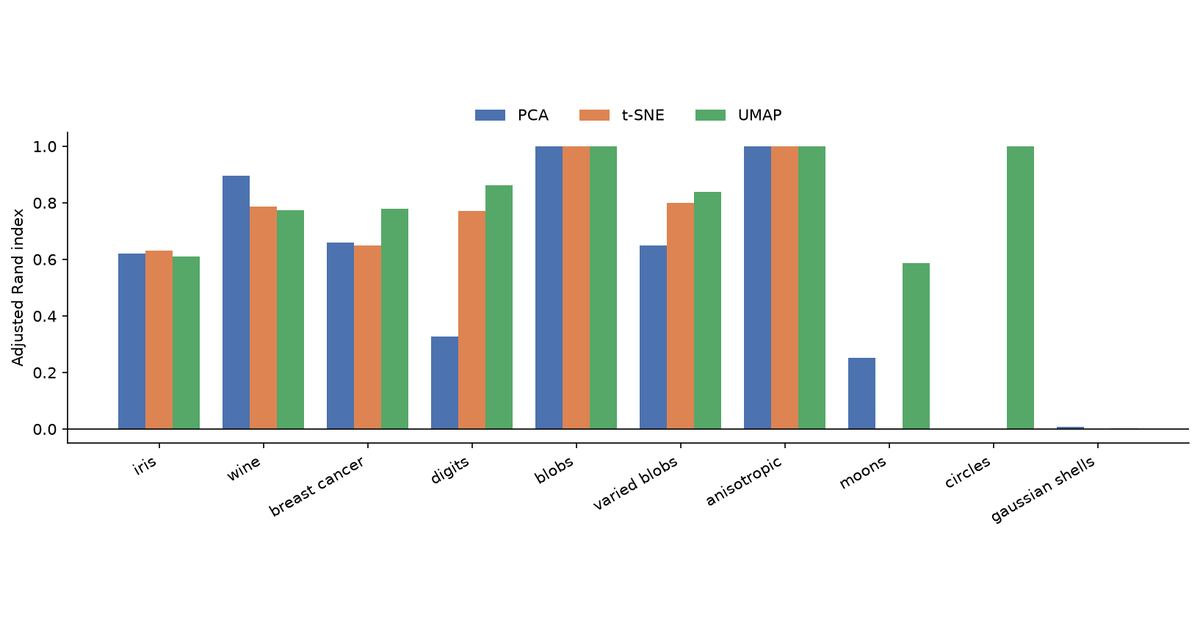 PCA t-SNE UMAP
Adjusted Rand index
1.0
0.8
0.6
0.4
0.2
0.0
iris wine breast cancer digits blobs varied blobs anisotropic moons circles gaussian shells